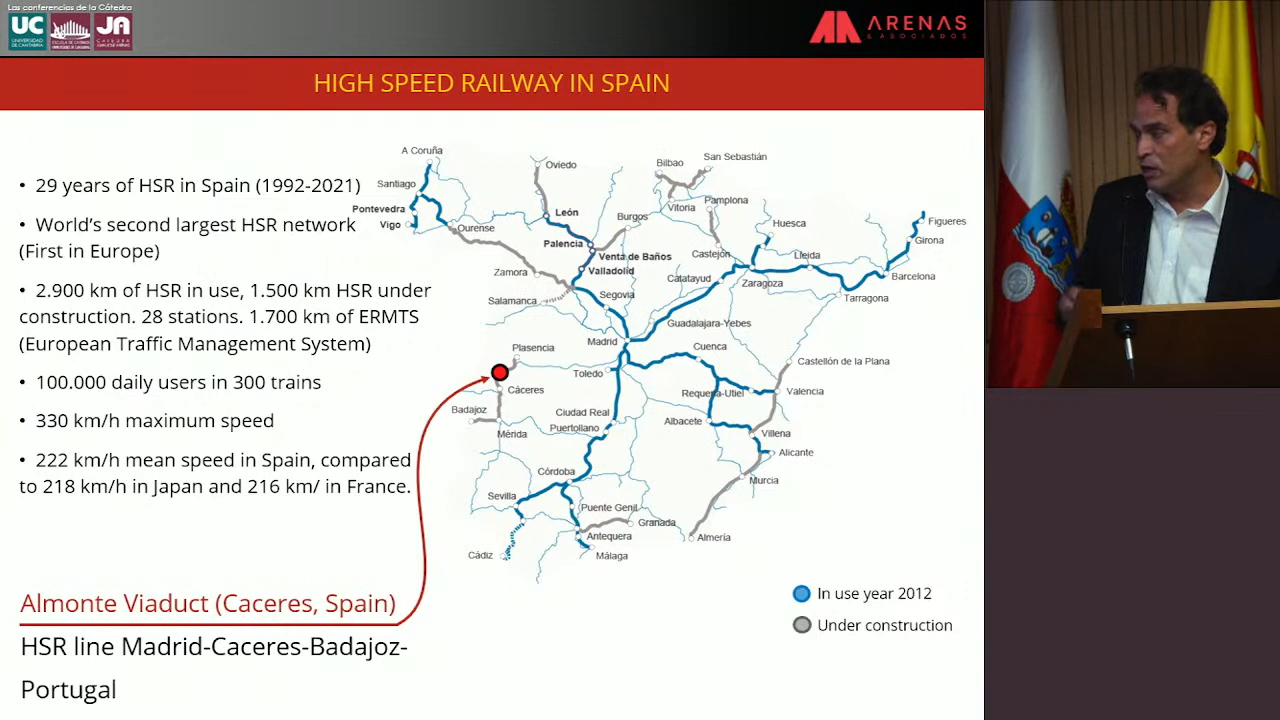 Las conferencias de la Cátedra
UC
UNIVERSIDAD
DE CANTABRIA
JA
ARENAS
& ASOCIADOS
HIGH SPEED RAILWAY IN SPAIN
• 29 years of HSR in Spain (1992-2021)
• World's second largest HSR network
(First in Europe)
• 2.900 km of HSR in use, 1.500 km HSR under
construction. 28 stations. 1.700 km of ERMTS
(European Traffic Management System)
• 100.000 daily users in 300 trains
• 330 km/h maximum speed
• 222 km/h mean speed in Spain, compared
to 218 km/h in Japan and 216 km/ in France.
Almonte Viaduct (Caceres, Spain)
HSR line Madrid-Caceres-Badajoz-
Portugal
A Coruña
Oviedo
Bilbao
San Sebastián
Santiago
Pontevedra
Vigo
Ourense
León
Burgos
Vitoria
Pamplona
Huesca
Figueres
Girona
Palencia
Venta de Baños
Valladolid
Castejón
Lleida
Zamora
Catatayud
Zaragoza
Barcelona
Salamanca
Segovia
Tarragona
Guadalajara-Yebes
Madrid
Cuenca
Plasencia
Castellón de la Plana
Toledo
Cáceres
Requena-Utiel
Valencia
Badajoz
Ciudad Real
Albacete
Puertollano
Mérida
Villena
Alicante
Córdoba
Murcia
Sevilla
Puente Genil
Granada
Antequera
Almería
Cádiz
Málaga
In use year 2012
Under construction